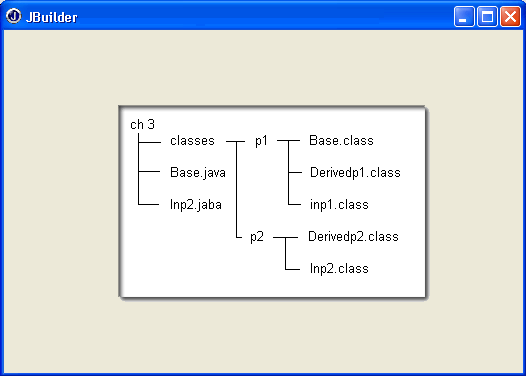 JBuilder
ch 3
classes p1 Base.class
Base.java Derivedp1.class
Inp2.jaba inp1.class
p2 Derivedp2.class
Inp2.class